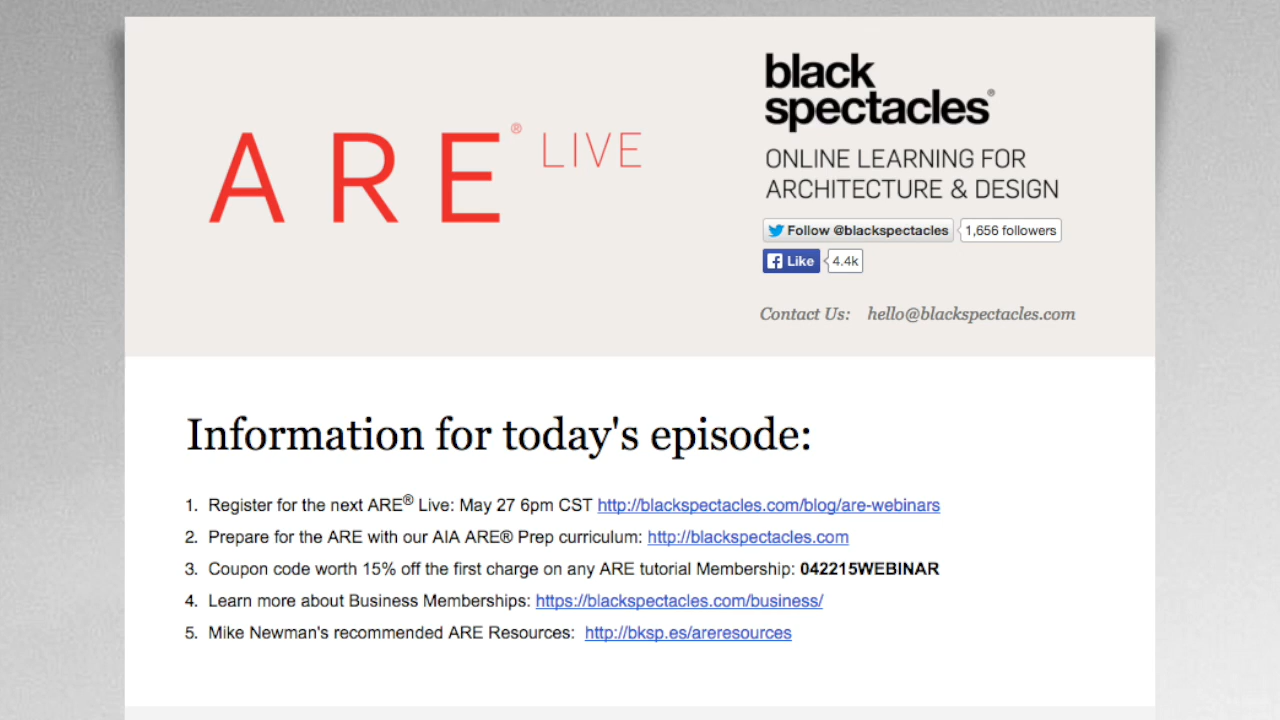 ARE® LIVE
black
spectacles®
ONLINE LEARNING FOR
ARCHITECTURE & DESIGN
Follow @blackspectacles 1,656 followers
Like 4.4k
Contact Us: hello@blackspectacles.com
Information for today's episode:
1. Register for the next ARE® Live: May 27 6pm CST http://blackspectacles.com/blog/are-webinars
2. Prepare for the ARE with our AIA ARE® Prep curriculum: http://blackspectacles.com
3. Coupon code worth 15% off the first charge on any ARE tutorial Membership: 042215WEBINAR
4. Learn more about Business Memberships: https://blackspectacles.com/business/
5. Mike Newman's recommended ARE Resources: http://bksp.es/areresources